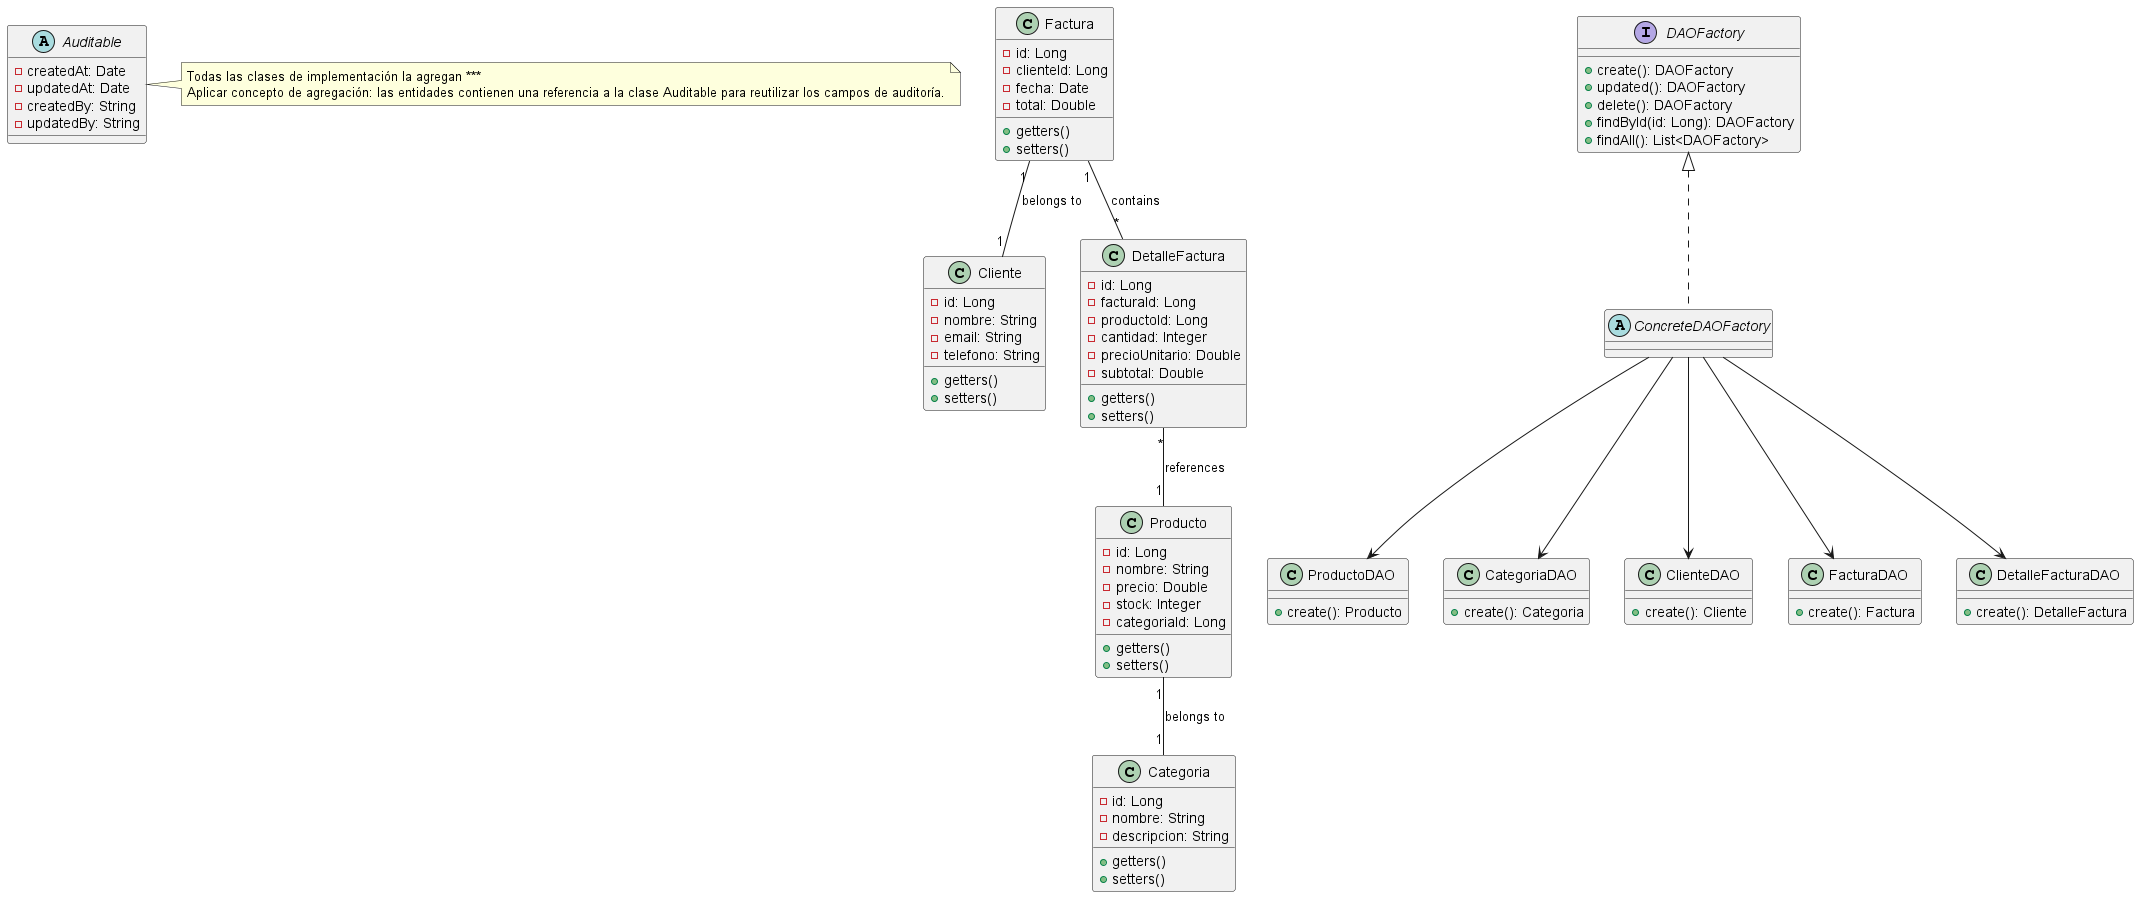 A Auditable
createdAt: Date
updatedAt: Date
createdBy: String
updatedBy: String
Todas las clases de implementación la agregan ***
Aplicar concepto de agregación: las entidades contienen una referencia a la clase Auditable para reutilizar los campos de auditoría.
C Factura
id: Long
clienteId: Long
fecha: Date
total: Double
getters()
setters()
1
belongs to
1
1
contains
*
C Cliente
id: Long
nombre: String
email: String
telefono: String
getters()
setters()
C DetalleFactura
id: Long
facturaId: Long
productoId: Long
cantidad: Integer
precioUnitario: Double
subtotal: Double
getters()
setters()
*
references
1
C Producto
id: Long
nombre: String
precio: Double
stock: Integer
categoriaId: Long
getters()
setters()
1
belongs to
1
C Categoria
id: Long
nombre: String
descripcion: String
getters()
setters()
I DAOFactory
create(): DAOFactory
updated(): DAOFactory
delete(): DAOFactory
findById(id: Long): DAOFactory
findAll(): List<DAOFactory>
A ConcreteDAOFactory
C ProductoDAO
create(): Producto
C CategoriaDAO
create(): Categoria
C ClienteDAO
create(): Cliente
C FacturaDAO
create(): Factura
C DetalleFacturaDAO
create(): DetalleFactura